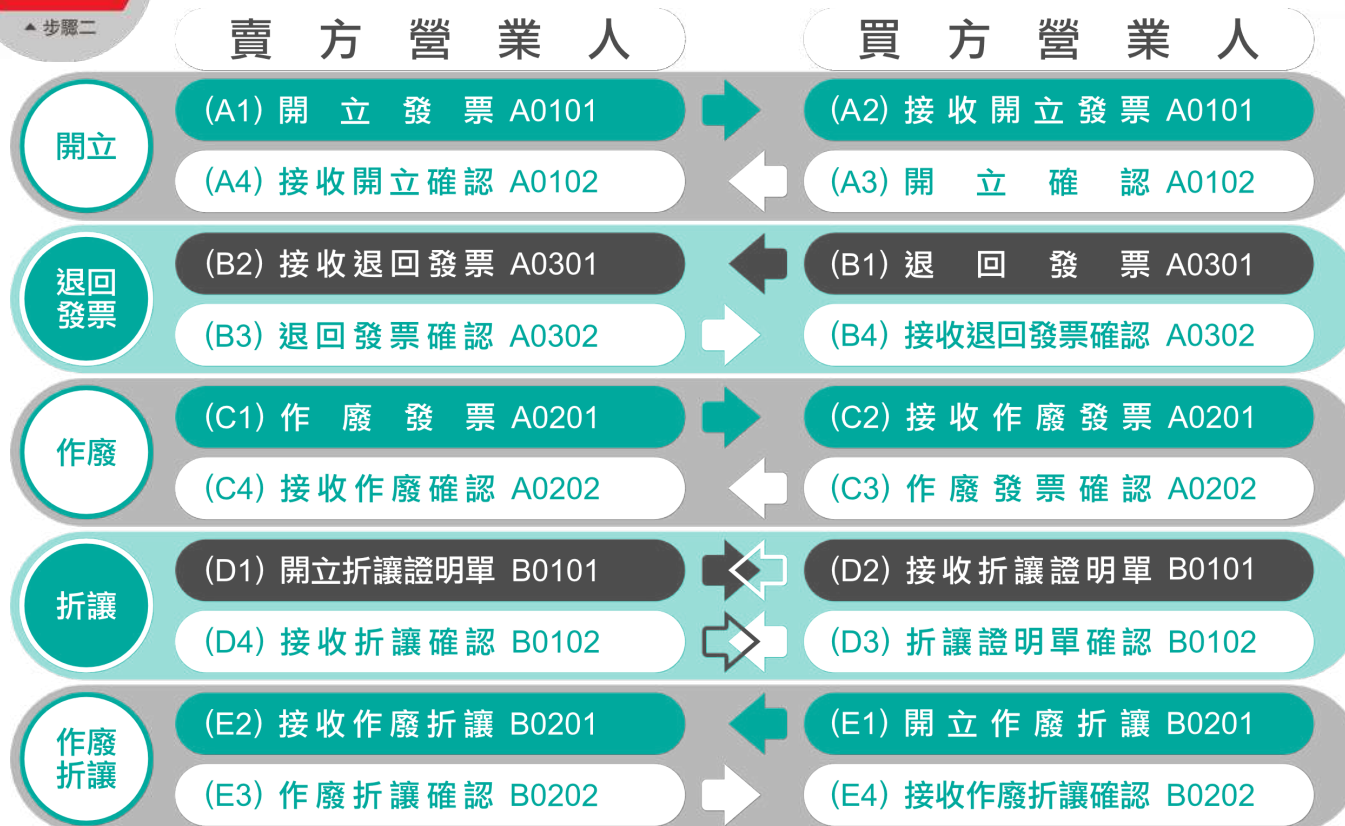 ▲ 步驟二
賣方營業人 買方營業人
開立
(A1) 開立發票 A0101 (A2) 接收開立發票 A0101
(A4) 接收開立確認 A0102 (A3) 開立確認 A0102
退回
發票
(B2) 接收退回發票 A0301 (B1) 退回發票 A0301
(B3) 退回發票確認 A0302 (B4) 接收退回發票確認 A0302
作廢
(C1) 作廢發票 A0201 (C2) 接收作廢發票 A0201
(C4) 接收作廢確認 A0202 (C3) 作廢發票確認 A0202
折讓
(D1) 開立折讓證明單 B0101 (D2) 接收折讓證明單 B0101
(D4) 接收折讓確認 B0102 (D3) 折讓證明單確認 B0102
作廢
折讓
(E2) 接收作廢折讓 B0201 (E1) 開立作廢折讓 B0201
(E3) 作廢折讓確認 B0202 (E4) 接收作廢折讓確認 B0202